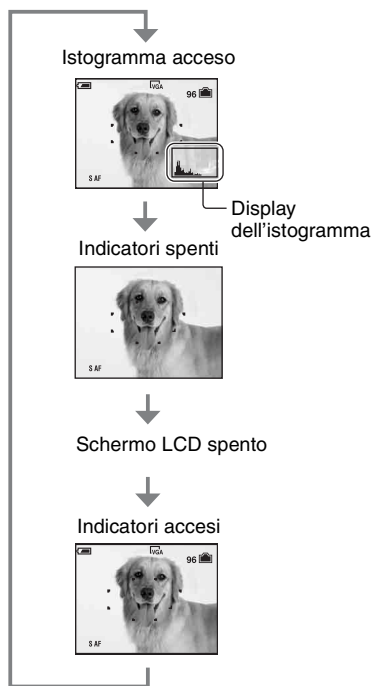 Istogramma acceso
VGA
96
S AF
Display
dell'istogramma
Indicatori spenti
S AF
Schermo LCD spento
Indicatori accesi
VGA
96
S AF